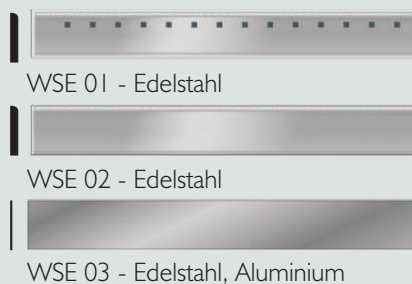 WSE 01 - Edelstahl
WSE 02 - Edelstahl
WSE 03 - Edelstahl, Aluminium